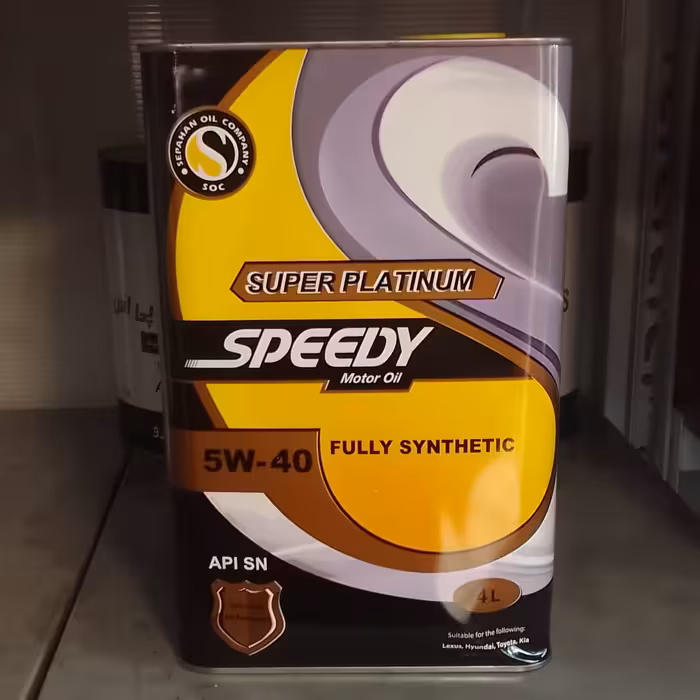 SEPAHAN OIL COMPANY
SOC
SUPER PLATINUM
SPEEDY
Motor Oil
5W-40
FULLY SYNTHETIC
API SN
4L
Suitable for the following:
Lexus, Hyundai, Toyota, Kia